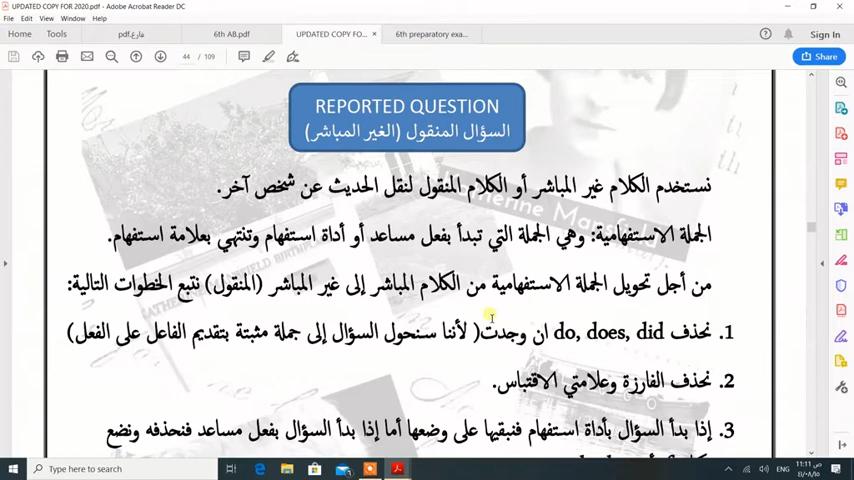 UPDATED COPY FOR 2020.pdf - Adobe Acrobat Reader DC
File Edit View Window Help
Home Tools فارغ.pdf 6th AB.pdf UPDATED COPY FO... × 6th preparatory exa... Sign In
44 / 109 Share
REPORTED QUESTION
السؤال المنقول (الغير المباشر)
نستخدم الكلام غير المباشر أو الكلام المنقول لنقل الحديث عن شخص آخر.
الجملة الاستفهامية: وهي الجملة التي تبدأ بفعل مساعد أو أداة استفهام وتنتهي بعلامة استفهام.
من أجل تحويل الجملة الاستفهامية من الكلام المباشر إلى غير المباشر (المنقول) نتبع الخطوات التالية:
1. نحذف do, does, did ان وجدت( لأننا سنحول السؤال إلى جملة مثبتة بتقديم الفاعل على الفعل)
2. نحذف الفارزة وعلامتي الاقتباس.
3. إذا بدأ السؤال بأداة استفهام فنبقيها على وضعها أما إذا بدأ السؤال بفعل مساعد فنحذفه ونضع
Type here to search ENG 11:11 ص